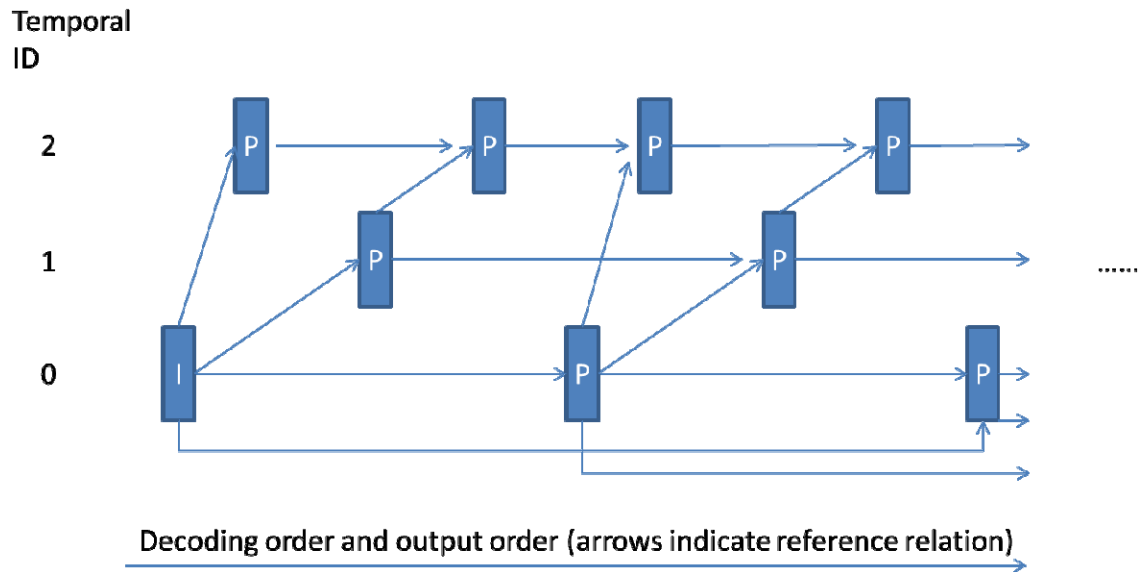 Temporal
ID
2
P P P P
1
P P
......
0
I P P
Decoding order and output order (arrows indicate reference relation)